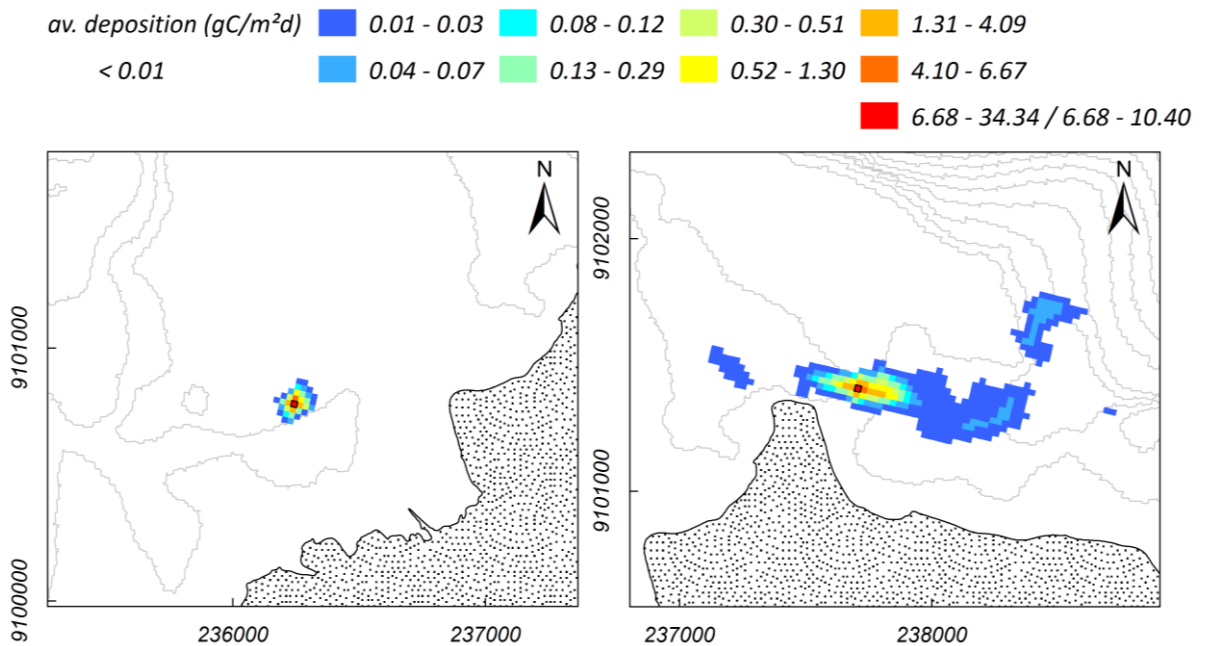 av. deposition (gC/m²d) 0.01 - 0.03 0.08 - 0.12 0.30 - 0.51 1.31 - 4.09
< 0.01 0.04 - 0.07 0.13 - 0.29 0.52 - 1.30 4.10 - 6.67
6.68 - 34.34 / 6.68 - 10.40
N
9101000
9100000
236000 237000
N
9102000
9101000
237000 238000